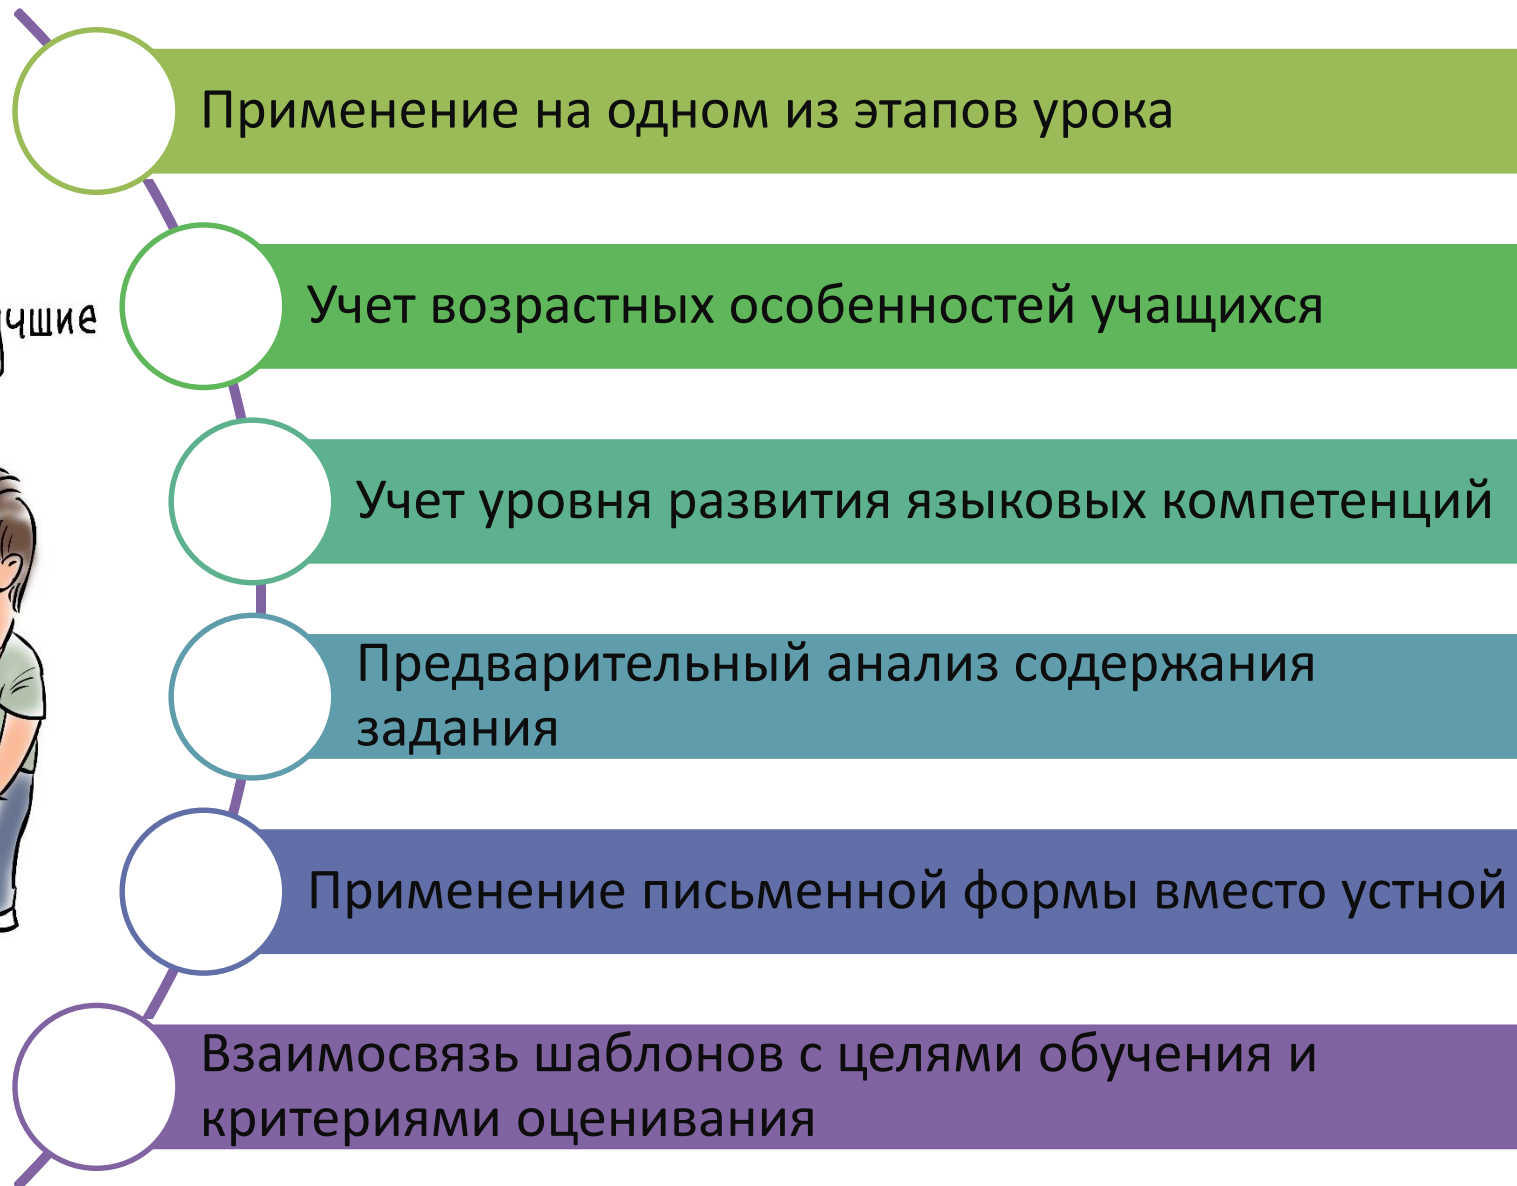 Применение на одном из этапов урока
Учет возрастных особенностей учащихся
Учет уровня развития языковых компетенций
Предварительный анализ содержания
задания
Применение письменной формы вместо устной
Взаимосвязь шаблонов с целями обучения и
критериями оценивания